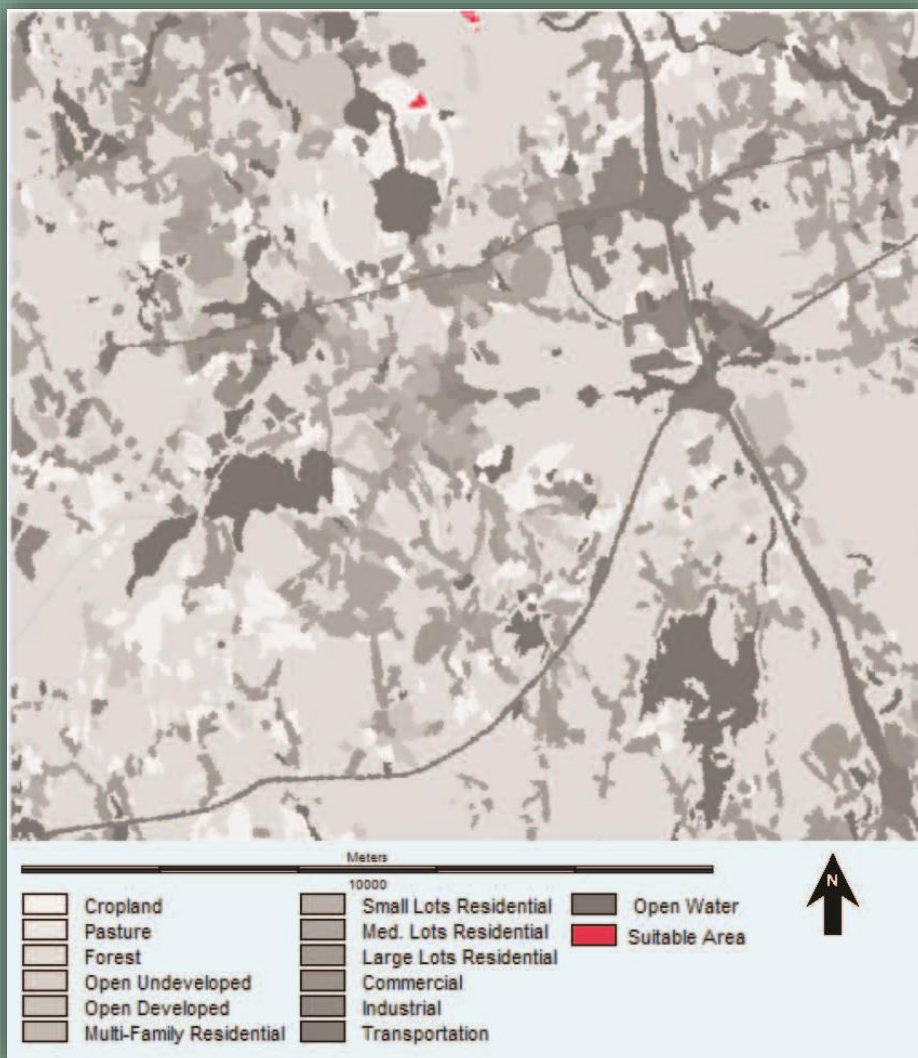 Meters
10000
Cropland
Pasture
Forest
Open Undeveloped
Open Developed
Multi-Family Residential
Small Lots Residential
Med. Lots Residential
Large Lots Residential
Commercial
Industrial
Transportation
Open Water
Suitable Area
N